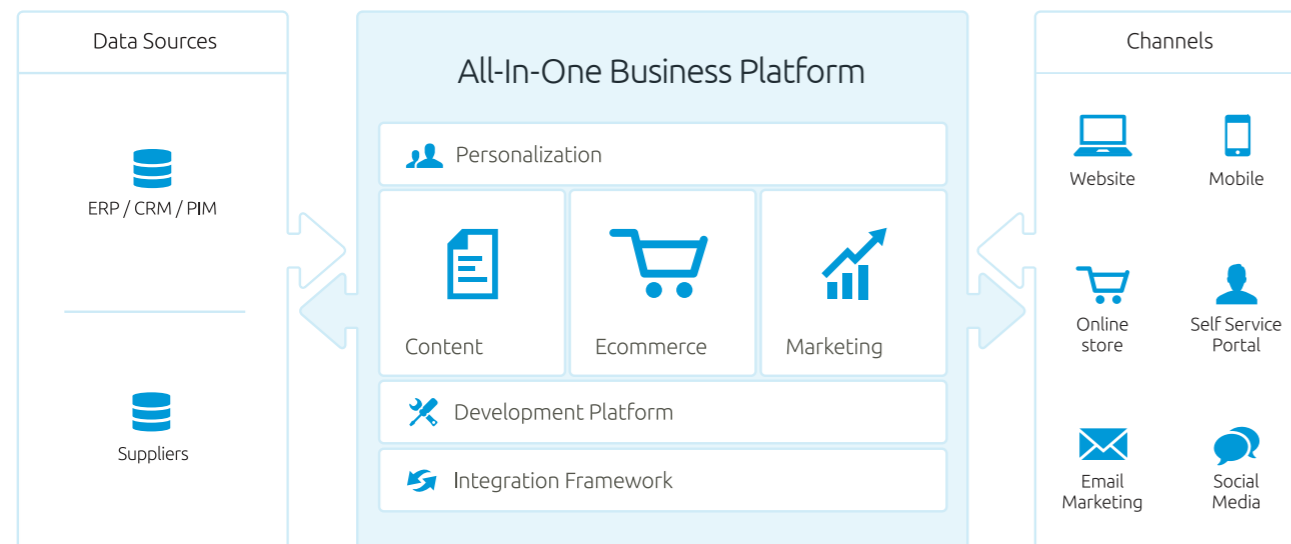 Data Sources
ERP / CRM / PIM
Suppliers
All-In-One Business Platform
Personalization
Content
Ecommerce
Marketing
Development Platform
Integration Framework
Channels
Website
Mobile
Online
store
Self Service
Portal
Email
Marketing
Social
Media